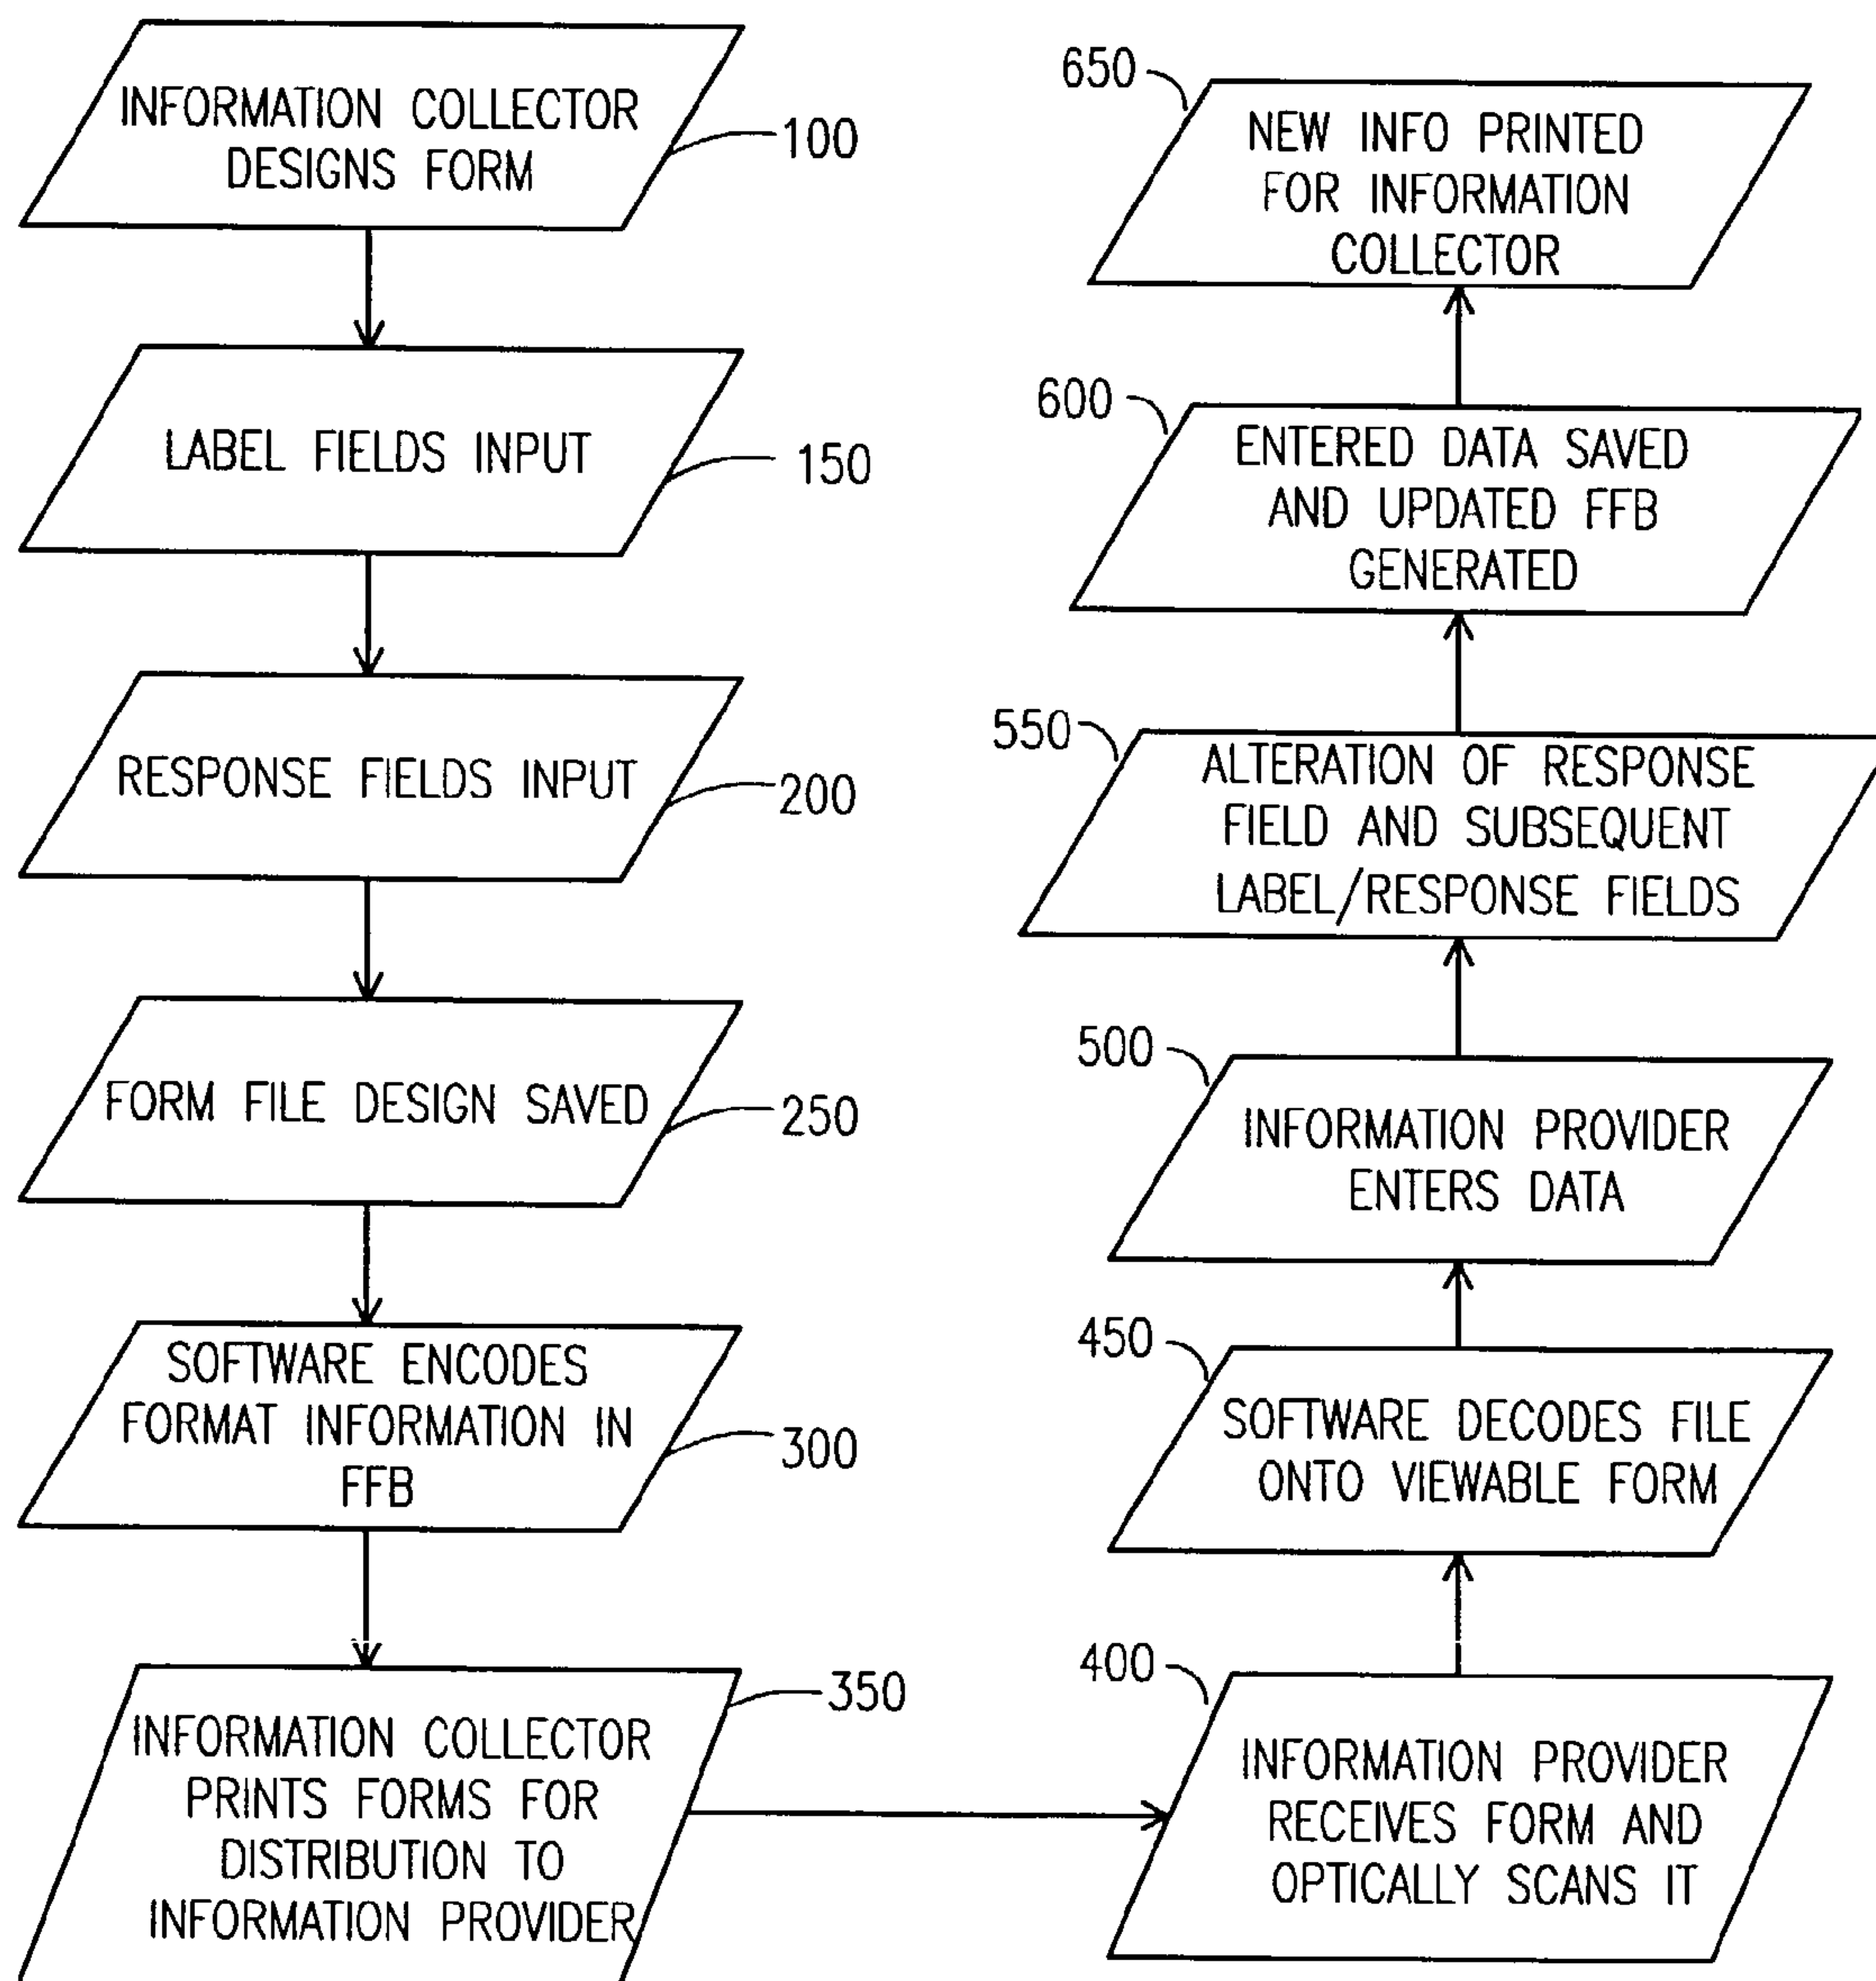 INFORMATION COLLECTOR
DESIGNS FORM
100
LABEL FIELDS INPUT
150
RESPONSE FIELDS INPUT
200
FORM FILE DESIGN SAVED
250
SOFTWARE ENCODES
FORMAT INFORMATION IN
FFB
300
INFORMATION COLLECTOR
PRINTS FORMS FOR
DISTRIBUTION TO
INFORMATION PROVIDER
350
400
INFORMATION PROVIDER
RECEIVES FORM AND
OPTICALLY SCANS IT
450
SOFTWARE DECODES FILE
ONTO VIEWABLE FORM
500
INFORMATION PROVIDER
ENTERS DATA
550
ALTERATION OF RESPONSE
FIELD AND SUBSEQUENT
LABEL/RESPONSE FIELDS
600
ENTERED DATA SAVED
AND UPDATED FFB
GENERATED
650
NEW INFO PRINTED
FOR INFORMATION
COLLECTOR